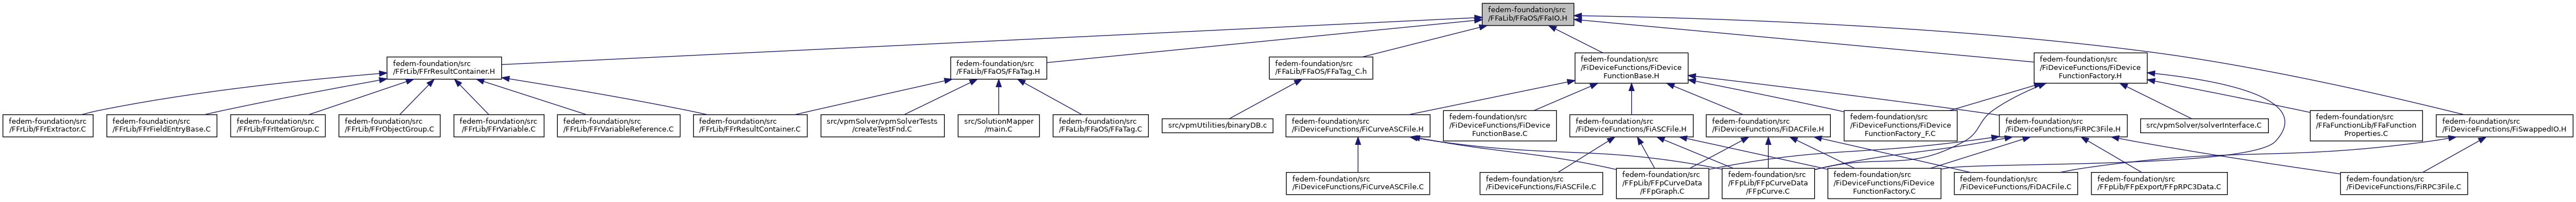 fedem-foundation/src
/FFaLib/FFaOS/FFaIO.H
fedem-foundation/src
/FFrLib/FFrResultContainer.H
fedem-foundation/src
/FFaLib/FFaOS/FFaTag.H
fedem-foundation/src
/FFaLib/FFaOS/FFaTag_C.h
fedem-foundation/src
/FiDeviceFunctions/FiDevice
FunctionBase.H
fedem-foundation/src
/FiDeviceFunctions/FiDevice
FunctionFactory.H
fedem-foundation/src
/FFrLib/FFrExtractor.C
fedem-foundation/src
/FFrLib/FFrFieldEntryBase.C
fedem-foundation/src
/FFrLib/FFrItemGroup.C
fedem-foundation/src
/FFrLib/FFrObjectGroup.C
fedem-foundation/src
/FFrLib/FFrVariable.C
fedem-foundation/src
/FFrLib/FFrVariableReference.C
fedem-foundation/src
/FFrLib/FFrResultContainer.C
src/vpmSolver/vpmSolverTests
/createTestFnd.C
src/SolutionMapper
/main.C
fedem-foundation/src
/FFaLib/FFaOS/FFaTag.C
src/vpmUtilities/binaryDB.c
fedem-foundation/src
/FiDeviceFunctions/FiCurveASCFile.H
fedem-foundation/src
/FiDeviceFunctions/FiDevice
FunctionBase.C
fedem-foundation/src
/FiDeviceFunctions/FiASCFile.H
fedem-foundation/src
/FiDeviceFunctions/FiDACFile.H
fedem-foundation/src
/FiDeviceFunctions/FiDevice
FunctionFactory_F.C
fedem-foundation/src
/FiDeviceFunctions/FiRPC3File.H
src/vpmSolver/solverInterface.C
fedem-foundation/src
/FFaFunctionLib/FFaFunction
Properties.C
fedem-foundation/src
/FiDeviceFunctions/FiSwappedIO.H
fedem-foundation/src
/FiDeviceFunctions/FiCurveASCFile.C
fedem-foundation/src
/FiDeviceFunctions/FiASCFile.C
fedem-foundation/src
/FFpLib/FFpCurveData
/FFpGraph.C
fedem-foundation/src
/FFpLib/FFpCurveData
/FFpCurve.C
fedem-foundation/src
/FiDeviceFunctions/FiDevice
FunctionFactory.C
fedem-foundation/src
/FiDeviceFunctions/FiDACFile.C
fedem-foundation/src
/FFpLib/FFpExport/FFpRPC3Data.C
fedem-foundation/src
/FiDeviceFunctions/FiRPC3File.C